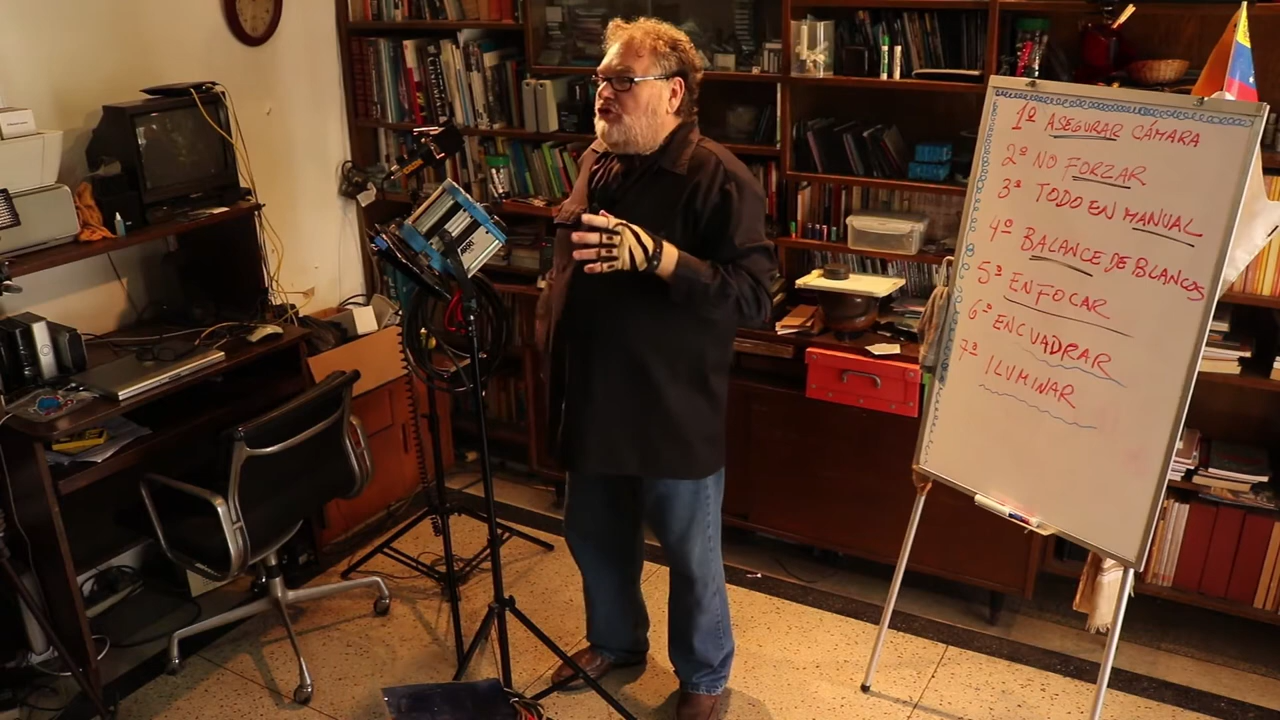 1º ASEGURAR CÁMARA
2º NO FORZAR
3º TODO EN MANUAL
4º BALANCE DE BLANCOS
5º ENFOCAR
6º ENCUADRAR
7º ILUMINAR
ARRI